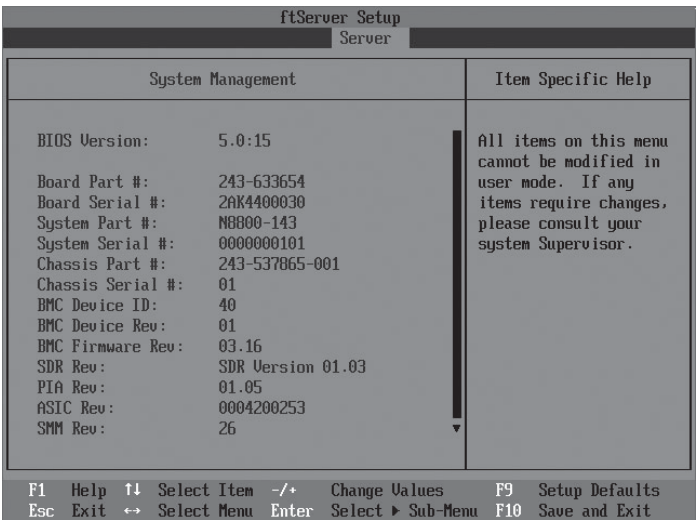 ftServer Setup
Server
System Management
Item Specific Help
BIOS Version: 5.0:15
Board Part #: 243-633654
Board Serial #: 2AK4400030
System Part #: N8800-143
System Serial #: 0000000101
Chassis Part #: 243-537865-001
Chassis Serial #: 01
BMC Device ID: 40
BMC Device Rev: 01
BMC Firmware Rev: 03.16
SDR Rev: SDR Version 01.03
PIA Rev: 01.05
ASIC Rev: 0004200253
SMM Rev: 26
All items on this menu
cannot be modified in
user mode. If any
items require changes,
please consult your
system Supervisor.
F1 Help ↑↓ Select Item -/+ Change Values F9 Setup Defaults
Esc Exit ↔ Select Menu Enter Select ▶ Sub-Menu F10 Save and Exit